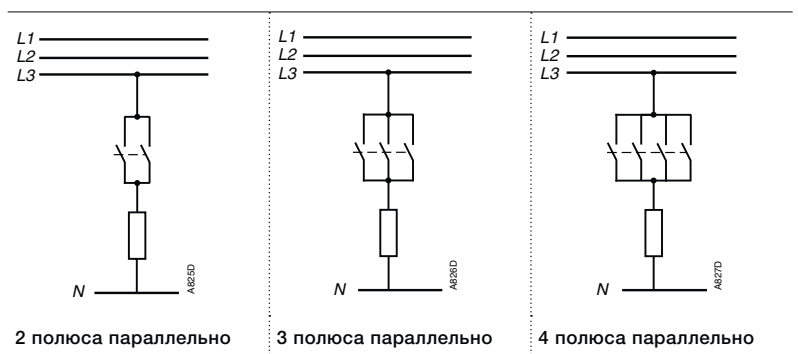 L1
L2
L3
N
A825D
2 полюса параллельно
L1
L2
L3
N
A826D
3 полюса параллельно
L1
L2
L3
N
A827D
4 полюса параллельно